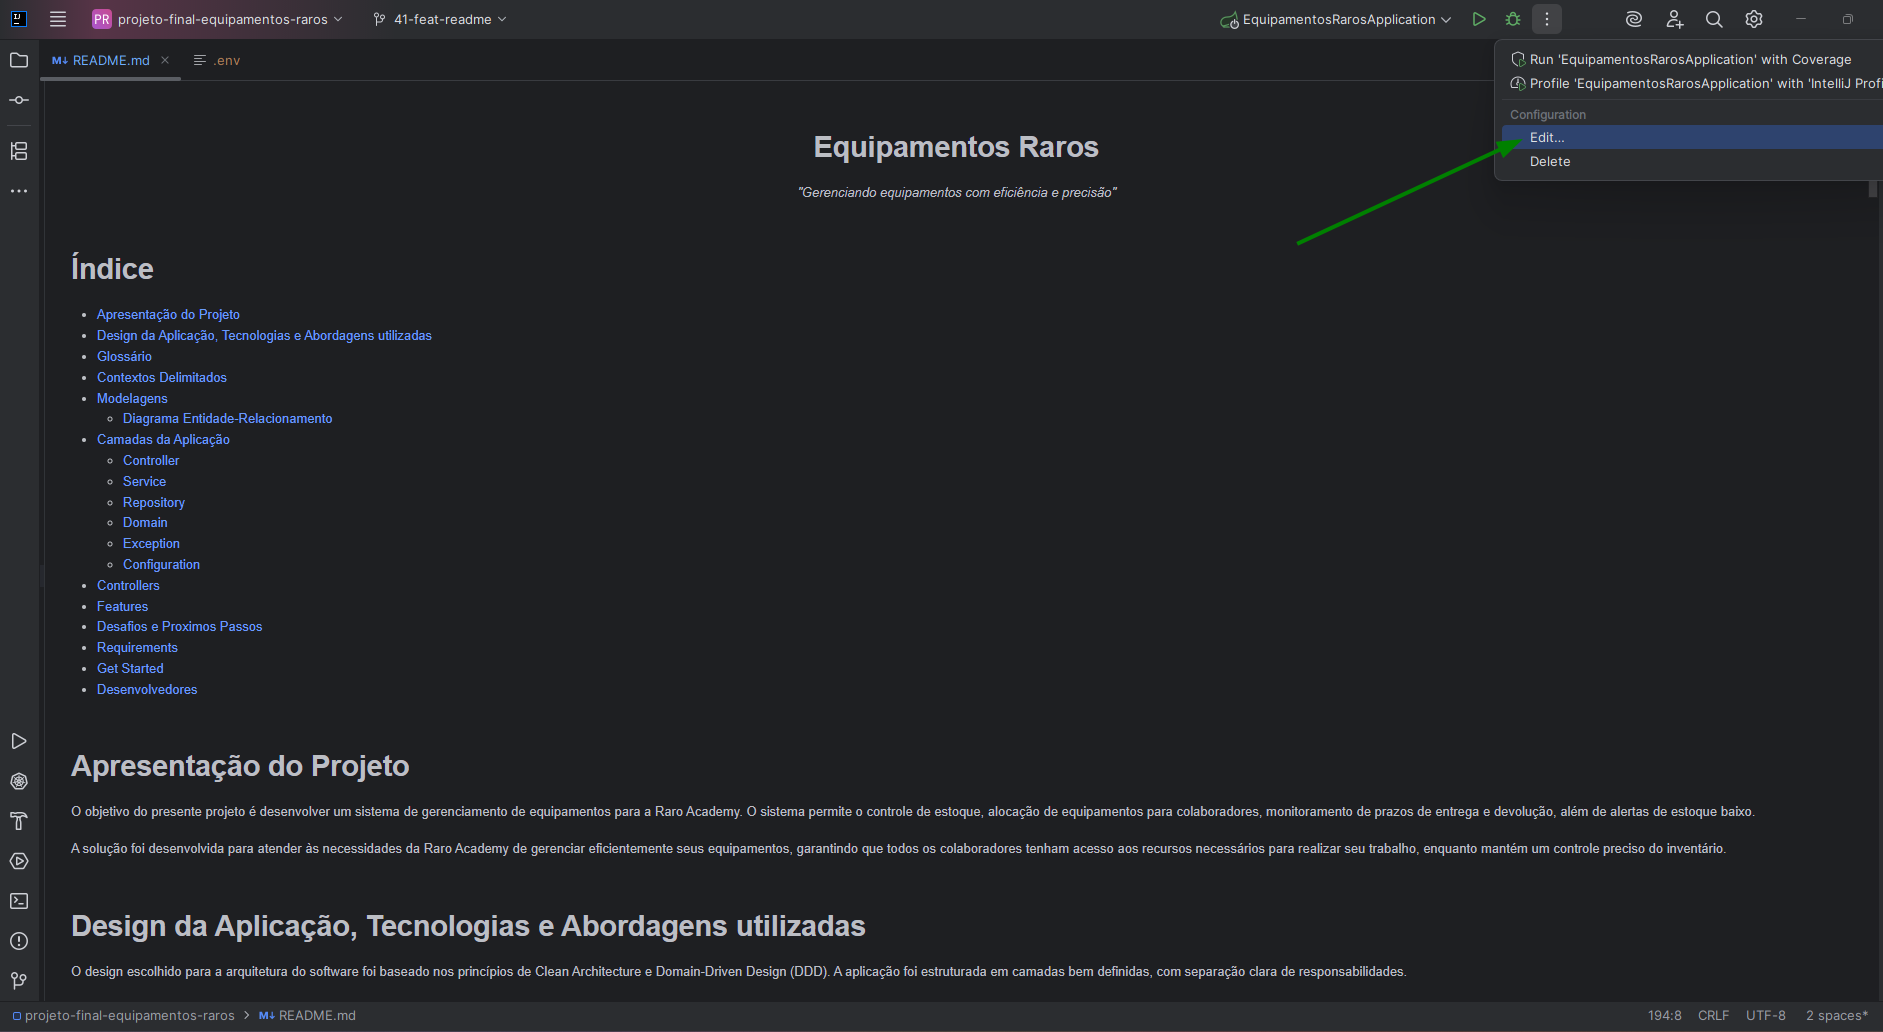 PR projeto-final-equipamentos-raros
41-feat-readme
EquipamentosRarosApplication
README.md
.env
Run 'EquipamentosRarosApplication' with Coverage
Profile 'EquipamentosRarosApplication' with 'IntelliJ Profi
Configuration
Edit...
Delete
Equipamentos Raros
"Gerenciando equipamentos com eficiência e precisão"
Índice
Apresentação do Projeto
Design da Aplicação, Tecnologias e Abordagens utilizadas
Glossário
Contextos Delimitados
Modelagens
Diagrama Entidade-Relacionamento
Camadas da Aplicação
Controller
Service
Repository
Domain
Exception
Configuration
Controllers
Features
Desafios e Proximos Passos
Requirements
Get Started
Desenvolvedores
Apresentação do Projeto
O objetivo do presente projeto é desenvolver um sistema de gerenciamento de equipamentos para a Raro Academy. O sistema permite o controle de estoque, alocação de equipamentos para colaboradores, monitoramento de prazos de entrega e devolução, além de alertas de estoque baixo.
A solução foi desenvolvida para atender às necessidades da Raro Academy de gerenciar eficientemente seus equipamentos, garantindo que todos os colaboradores tenham acesso aos recursos necessários para realizar seu trabalho, enquanto mantém um controle preciso do inventário.
Design da Aplicação, Tecnologias e Abordagens utilizadas
O design escolhido para a arquitetura do software foi baseado nos princípios de Clean Architecture e Domain-Driven Design (DDD). A aplicação foi estruturada em camadas bem definidas, com separação clara de responsabilidades.
projeto-final-equipamentos-raros > M↓ README.md
194:8 CRLF UTF-8 2 spaces*